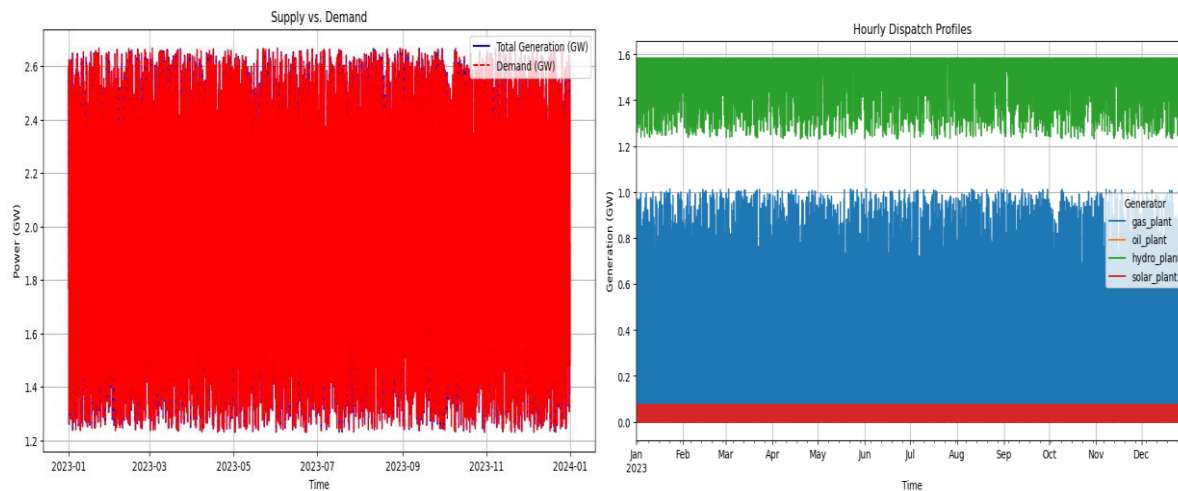 Supply vs. Demand
Total Generation (GW)
Demand (GW)
Power (GW)
2.6
2.4
2.2
2.0
1.8
1.6
1.4
1.2
2023-01
2023-03
2023-05
2023-07
2023-09
2023-11
2024-01
Time
Hourly Dispatch Profiles
Generation (GW)
1.6
1.4
1.2
1.0
0.8
0.6
0.4
0.2
0.0
Generator
gas_plant
oil_plant
hydro_plant
solar_plant
Jan
2023
Feb
Mar
Apr
May
Jun
Jul
Aug
Sep
Oct
Nov
Dec
Time